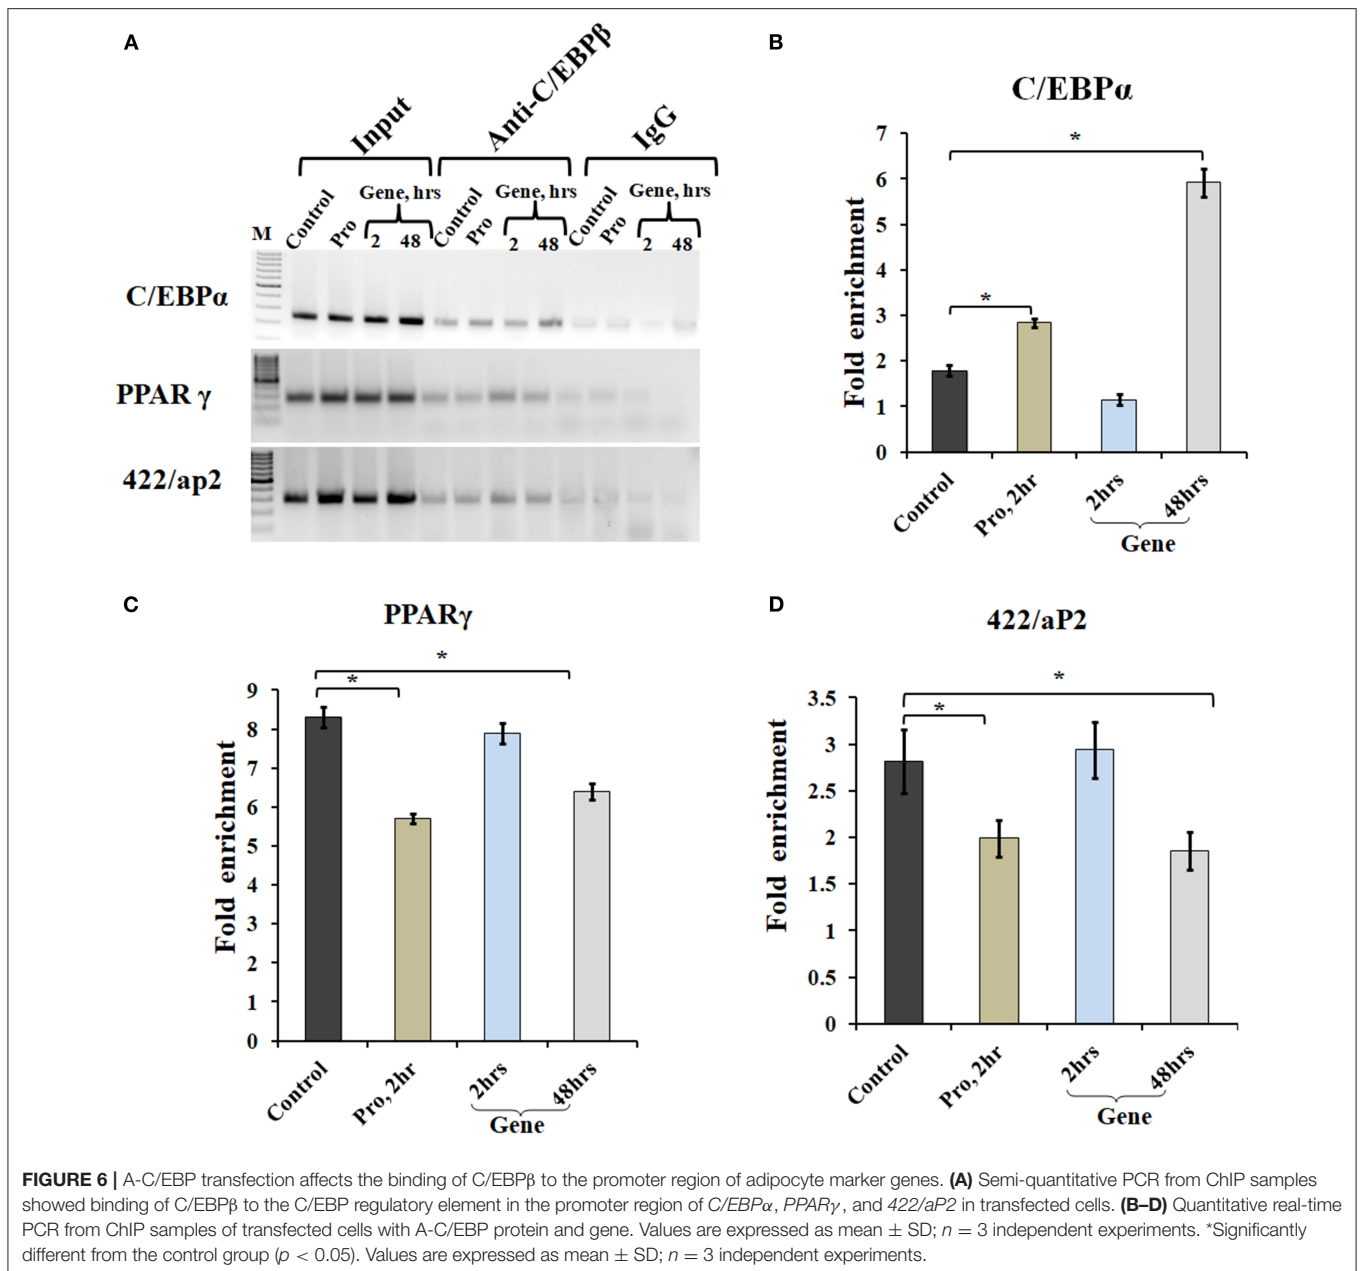 A
Input
Anti-C/EBPβ
IgG
Control
Pro
Gene, hrs
2 48
Control
Pro
Gene, hrs
2 48
Control
Pro
Gene, hrs
2 48
M
C/EBPα
PPAR γ
422/ap2
B
C/EBPα
Fold enrichment
7
6
5
4
3
2
1
0
*
*
Control
Pro, 2hr
2hrs
48hrs
Gene
C
PPARγ
Fold enrichment
9
8
7
6
5
4
3
2
1
0
*
*
Control
Pro, 2hr
2hrs
48hrs
Gene
D
422/aP2
Fold enrichment
3.5
3
2.5
2
1.5
1
0.5
0
*
*
Control
Pro, 2hr
2hrs
48hrs
Gene
FIGURE 6 | A-C/EBP transfection affects the binding of C/EBPβ to the promoter region of adipocyte marker genes. (A) Semi-quantitative PCR from ChIP samples
showed binding of C/EBPβ to the C/EBP regulatory element in the promoter region of C/EBPα, PPARγ, and 422/aP2 in transfected cells. (B–D) Quantitative real-time
PCR from ChIP samples of transfected cells with A-C/EBP protein and gene. Values are expressed as mean ± SD; n = 3 independent experiments. *Significantly
different from the control group (p < 0.05). Values are expressed as mean ± SD; n = 3 independent experiments.